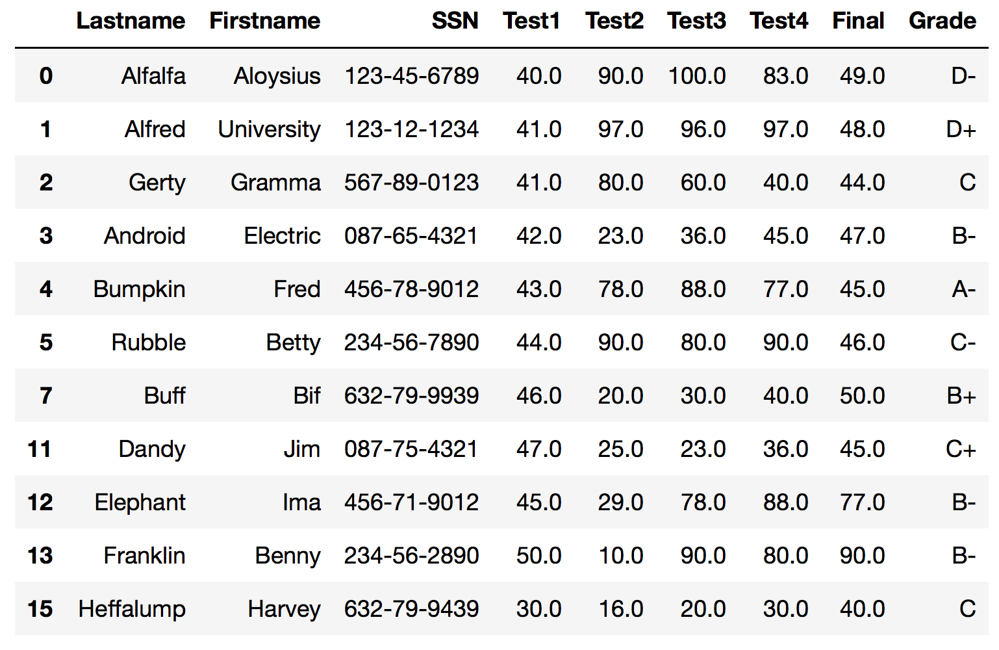 Lastname Firstname SSN Test1 Test2 Test3 Test4 Final Grade
0 Alfalfa Aloysius 123-45-6789 40.0 90.0 100.0 83.0 49.0 D-
1 Alfred University 123-12-1234 41.0 97.0 96.0 97.0 48.0 D+
2 Gerty Gramma 567-89-0123 41.0 80.0 60.0 40.0 44.0 C
3 Android Electric 087-65-4321 42.0 23.0 36.0 45.0 47.0 B-
4 Bumpkin Fred 456-78-9012 43.0 78.0 88.0 77.0 45.0 A-
5 Rubble Betty 234-56-7890 44.0 90.0 80.0 90.0 46.0 C-
7 Buff Bif 632-79-9939 46.0 20.0 30.0 40.0 50.0 B+
11 Dandy Jim 087-75-4321 47.0 25.0 23.0 36.0 45.0 C+
12 Elephant Ima 456-71-9012 45.0 29.0 78.0 88.0 77.0 B-
13 Franklin Benny 234-56-2890 50.0 10.0 90.0 80.0 90.0 B-
15 Heffalump Harvey 632-79-9439 30.0 16.0 20.0 30.0 40.0 C